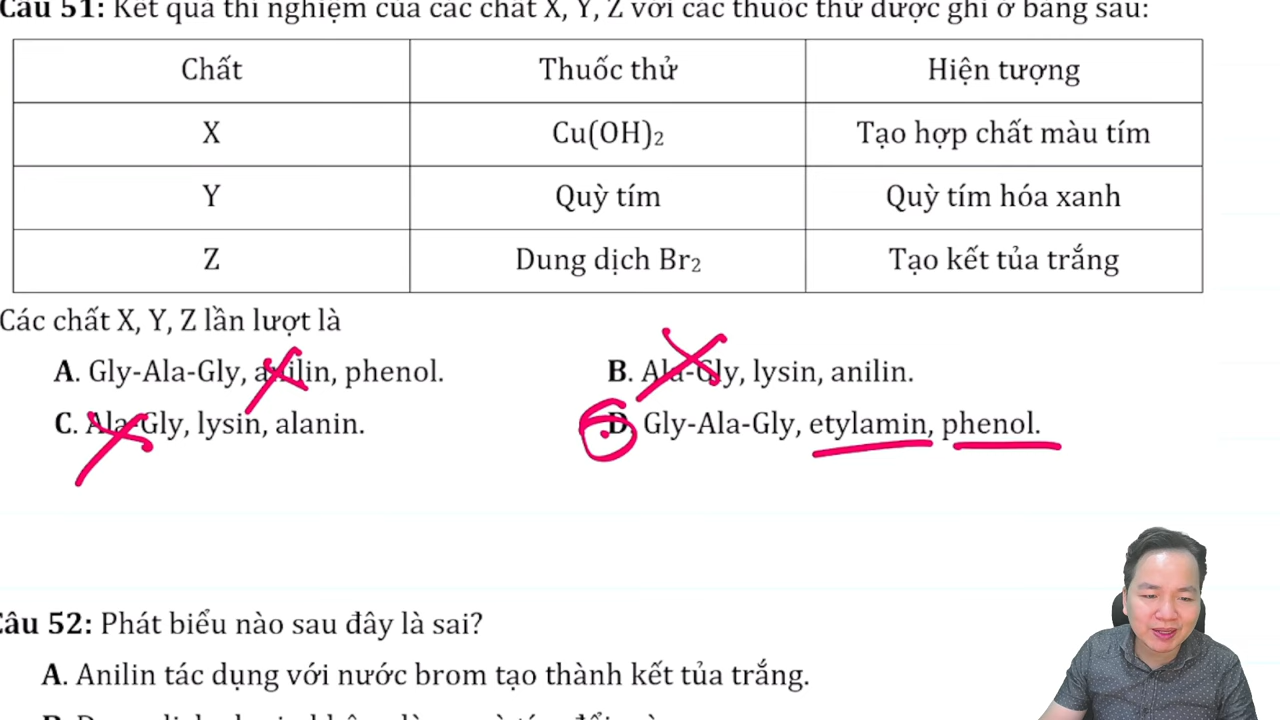 Câu 51: Kết quả thí nghiệm của các chất X, Y, Z với các thuốc thử được ghi ở bảng sau:
Chất Thuốc thử Hiện tượng
X Cu(OH)₂ Tạo hợp chất màu tím
Y Quỳ tím Quỳ tím hóa xanh
Z Dung dịch Br₂ Tạo kết tủa trắng
Các chất X, Y, Z lần lượt là
A. Gly-Ala-Gly, anilin, phenol. B. Ala-Gly, lysin, anilin.
C. Ala-Gly, lysin, alanin. D. Gly-Ala-Gly, etylamin, phenol.
Câu 52: Phát biểu nào sau đây là sai?
A. Anilin tác dụng với nước brom tạo thành kết tủa trắng.